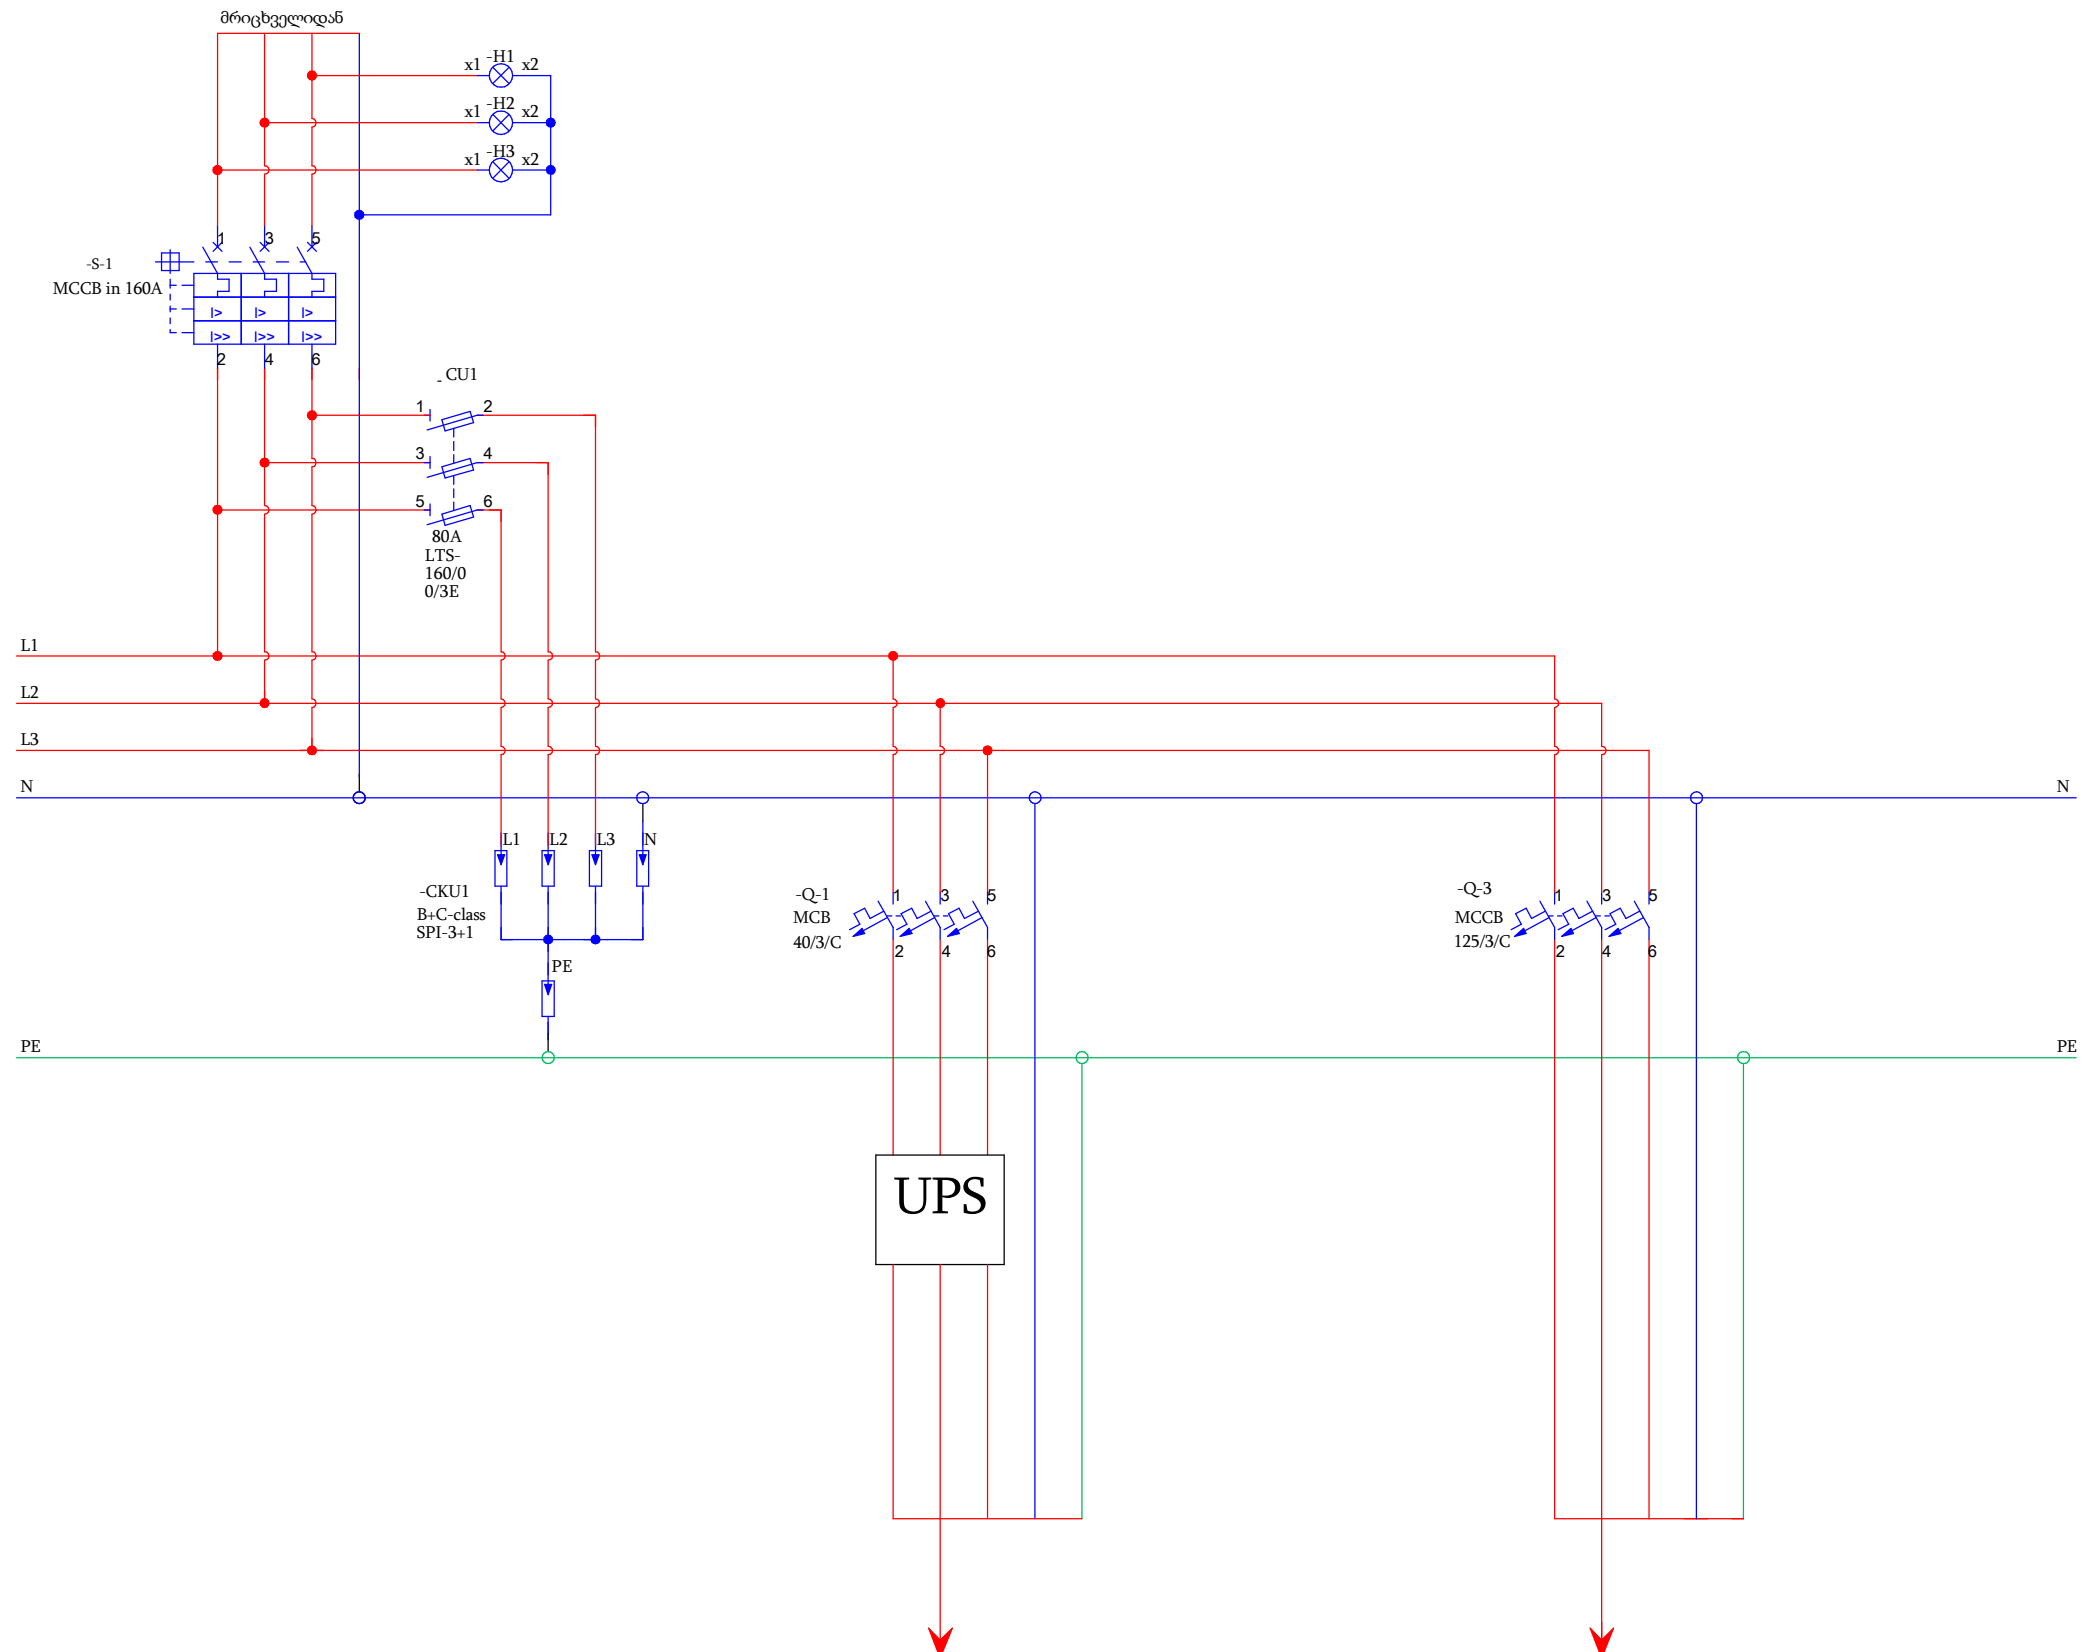 მრიცხველიდან
x1 -H1 x2
x1 -H2 x2
x1 -H3 x2
1 3 5
-S-1
MCCB in 160A
I> I> I>
I>> I>> I>>
2 4 6
- CU1
1 2
3 4
5 6
80A
LTS-
160/0
0/3E
L1
L2
L3
N N
L1 L2 L3 N
-CKU1
B+C-class
SPI-3+1
PE
-Q-1
MCB
40/3/C
1 3 5
2 4 6
-Q-3
MCCB
125/3/C
1 3 5
2 4 6
PE PE
UPS